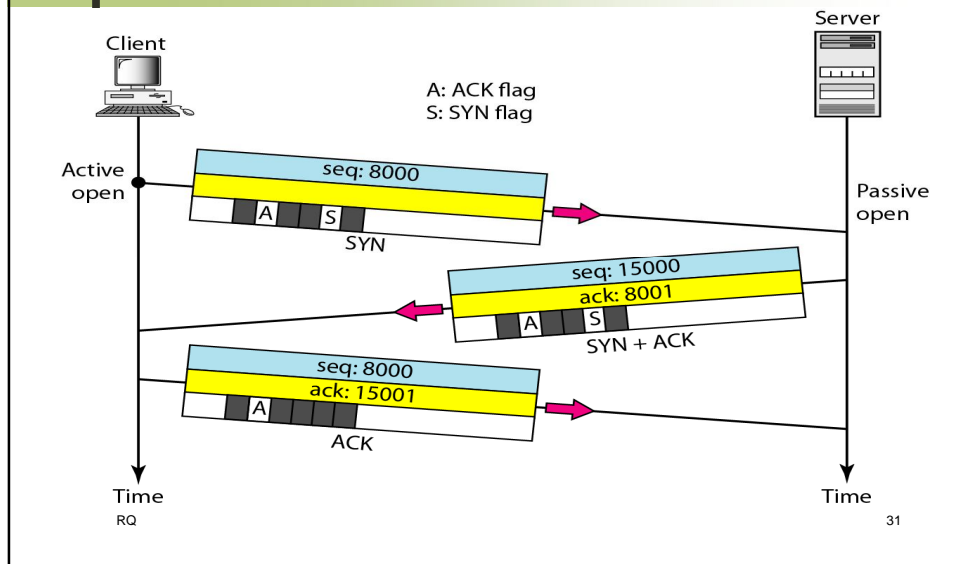 Client
Server
A: ACK flag
S: SYN flag
Active
open
Passive
open
seq: 8000
A S
SYN
seq: 15000
ack: 8001
A S
SYN + ACK
seq: 8000
ack: 15001
A
ACK
Time
Time
RQ
31